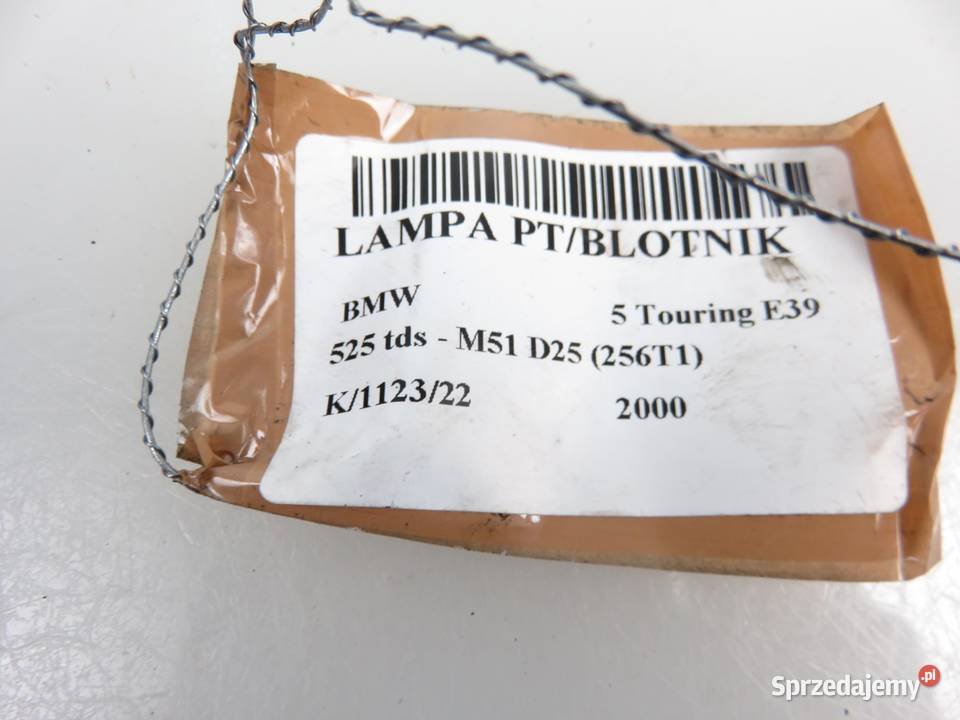 LAMPA PT/BLOTNIK
BMW 5 Touring E39
525 tds - M51 D25 (256T1)
K/1123/22 2000
Sprzedajemy.pl